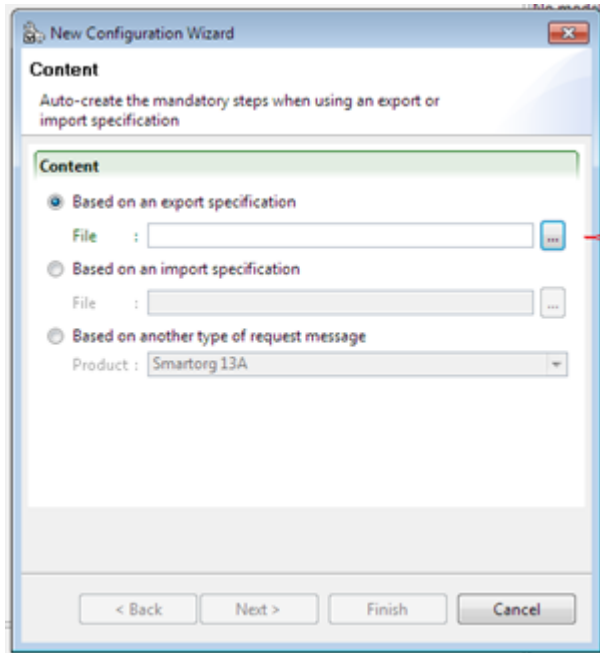 New Configuration Wizard
Content
Auto-create the mandatory steps when using an export or
import specification
Content
Based on an export specification
File :
...
Based on an import specification
File :
...
Based on another type of request message
Product : Smartorg 13A
< Back Next > Finish Cancel